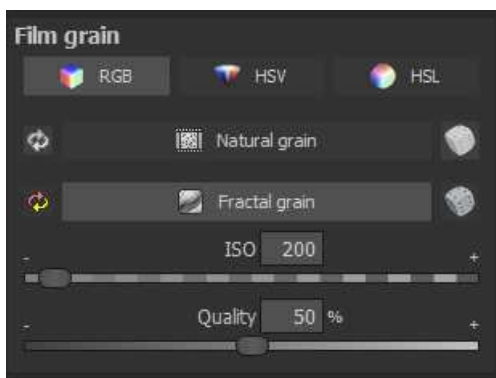 Film grain
RGB HSV HSL
Natural grain
Fractal grain
ISO 200
- +
Quality 50 %
- +